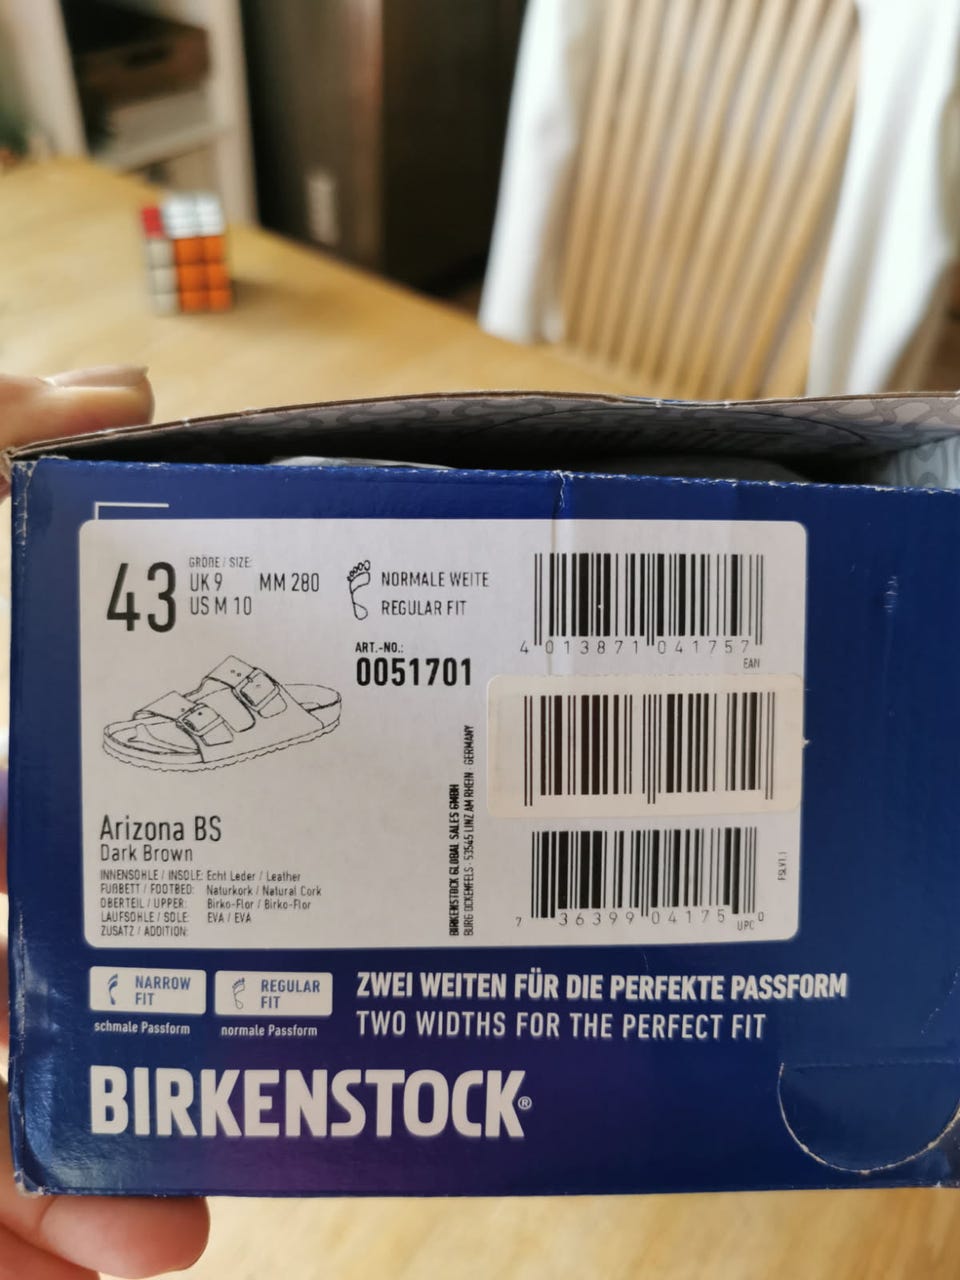 43
GRÖßE / SIZE:
UK 9 MM 280
US M 10
NORMALE WEITE
REGULAR FIT
ART.-NO.:
0051701
4 013871 041757
EAN
Arizona BS
Dark Brown
INNENSOHLE / INSOLE: Echt Leder / Leather
FUßBETT / FOOTBED: Naturkork / Natural Cork
OBERTEIL / UPPER: Birko-Flor / Birko-Flor
LAUFSOHLE / SOLE: EVA / EVA
ZUSATZ / ADDITION:
BIRKENSTOCK GLOBAL SALES GMBH
BURG OCKENFELS · 53545 LINZ AM RHEIN · GERMANY
7 36399 04175 0
UPC
FSLV1.1
NARROW
FIT
schmale Passform
REGULAR
FIT
normale Passform
ZWEI WEITEN FÜR DIE PERFEKTE PASSFORM
TWO WIDTHS FOR THE PERFECT FIT
BIRKENSTOCK®